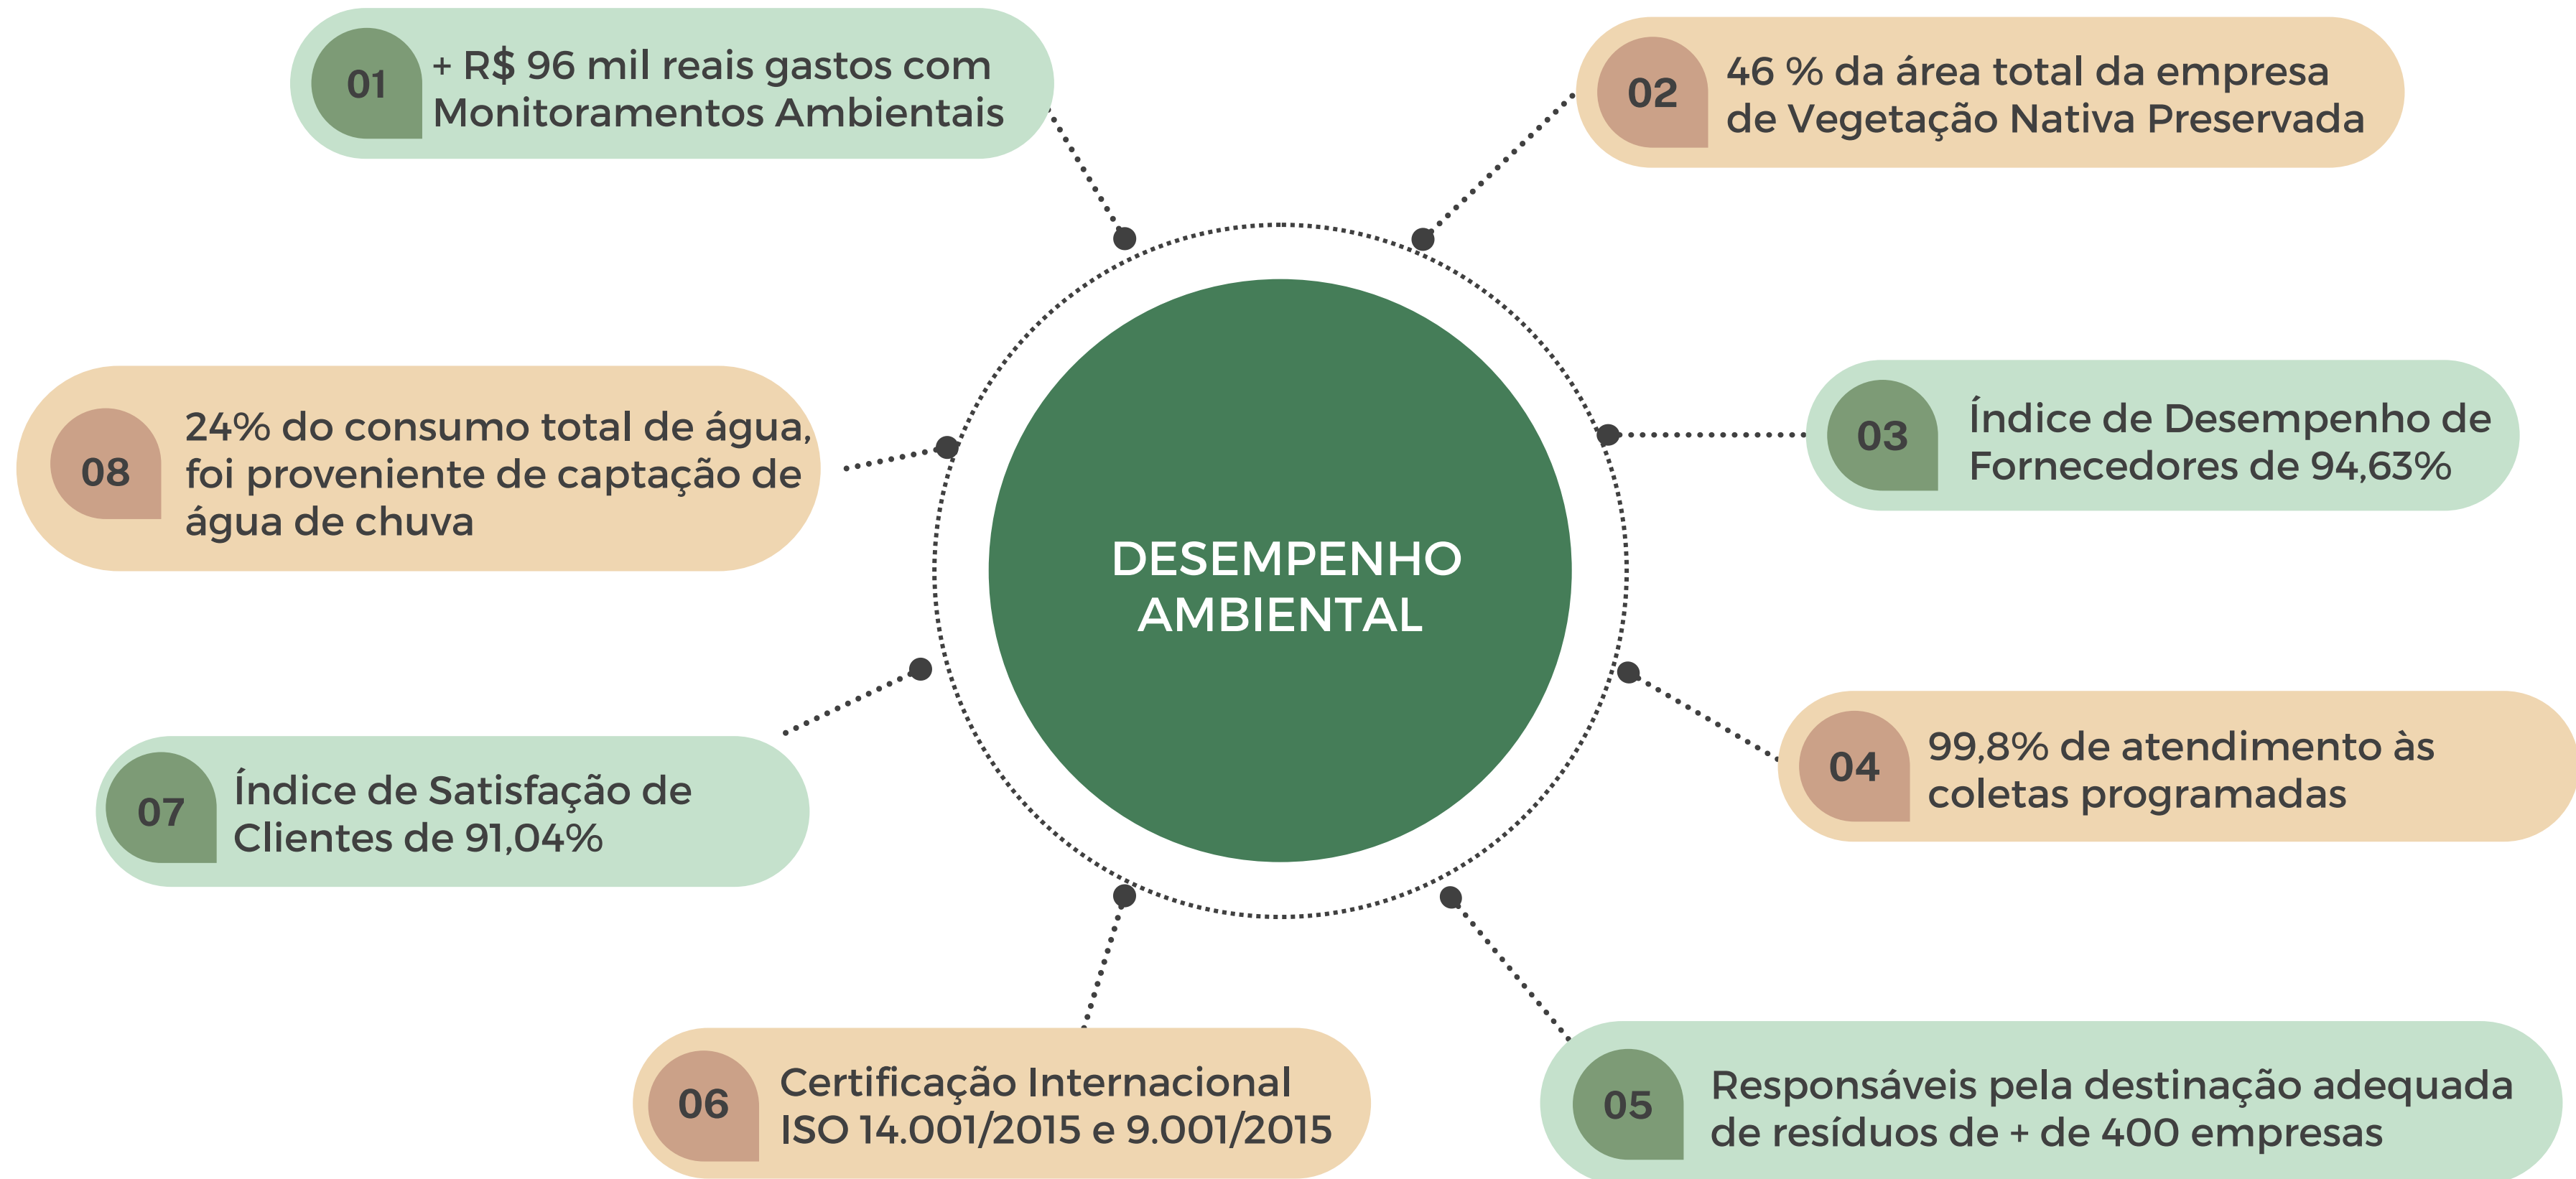 01
+ R$ 96 mil reais gastos com
Monitoramentos Ambientais
02
46 % da área total da empresa
de Vegetação Nativa Preservada
03
Índice de Desempenho de
Fornecedores de 94,63%
04
99,8% de atendimento às
coletas programadas
05
Responsáveis pela destinação adequada
de resíduos de + de 400 empresas
06
Certificação Internacional
ISO 14.001/2015 e 9.001/2015
07
Índice de Satisfação de
Clientes de 91,04%
08
24% do consumo total de água,
foi proveniente de captação de
água de chuva
DESEMPENHO
AMBIENTAL